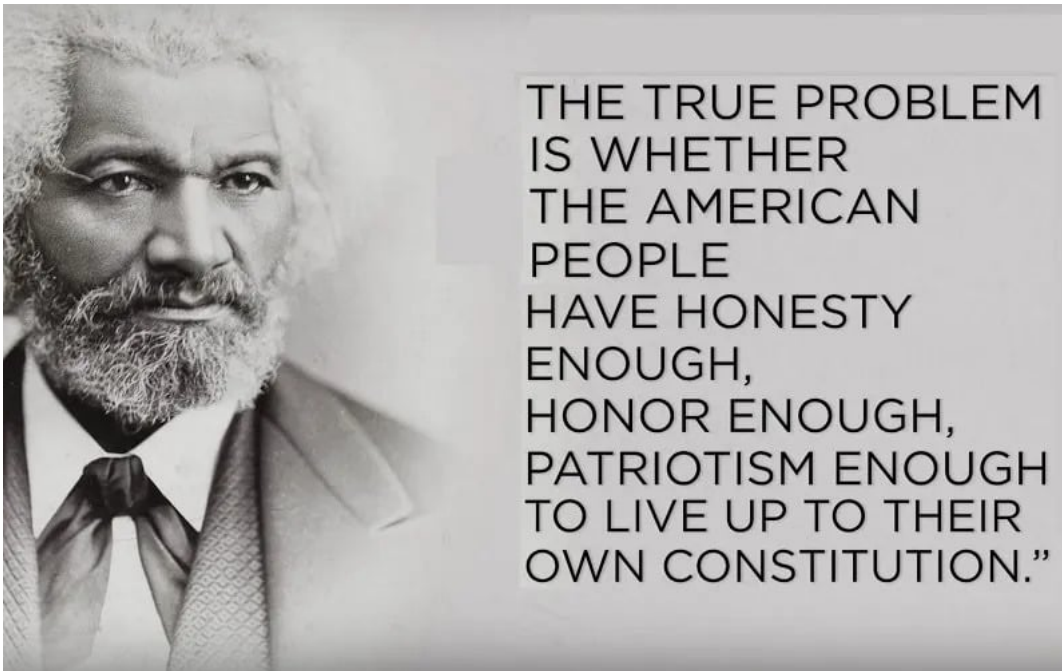 THE TRUE PROBLEM
IS WHETHER
THE AMERICAN
PEOPLE
HAVE HONESTY
ENOUGH,
HONOR ENOUGH,
PATRIOTISM ENOUGH
TO LIVE UP TO THEIR
OWN CONSTITUTION.”